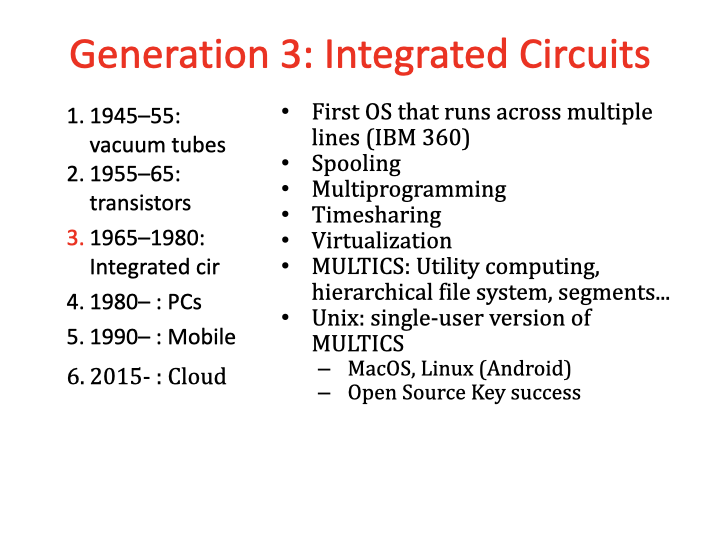 Generation 3: Integrated Circuits
1. 1945–55:
vacuum tubes
2. 1955–65:
transistors
3. 1965–1980:
Integrated cir
4. 1980– : PCs
5. 1990– : Mobile
6. 2015- : Cloud
• First OS that runs across multiple
lines (IBM 360)
• Spooling
• Multiprogramming
• Timesharing
• Virtualization
• MULTICS: Utility computing,
hierarchical file system, segments...
• Unix: single-user version of
MULTICS
– MacOS, Linux (Android)
– Open Source Key success